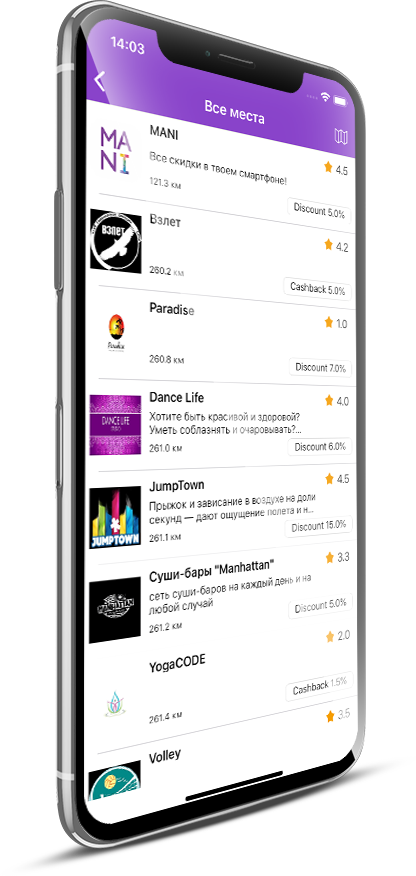 14:03
Все места
MANI
MANI
Все скидки в твоем смартфоне!
4.5
121.3 км
Discount 5.0%
ВЗЛЕТ
Взлет
4.2
260.2 км
Cashback 5.0%
Paradise
Paradise
1.0
260.8 км
Discount 7.0%
DANCE LIFE
Dance Life
4.0
Хотите быть красивой и здоровой?
Уметь соблазнять и очаровывать?...
261.0 км
Discount 6.0%
JUMPTOWN
JumpTown
4.5
Прыжок и зависание в воздухе на доли
секунд — дают ощущение полета и н...
261.1 км
Discount 15.0%
MANHATTAN
Суши-бары "Manhattan"
3.3
сеть суши-баров на каждый день и на
любой случай
261.2 км
Discount 5.0%
YogaCODE
2.0
261.4 км
Cashback 1.5%
Volley
3.5